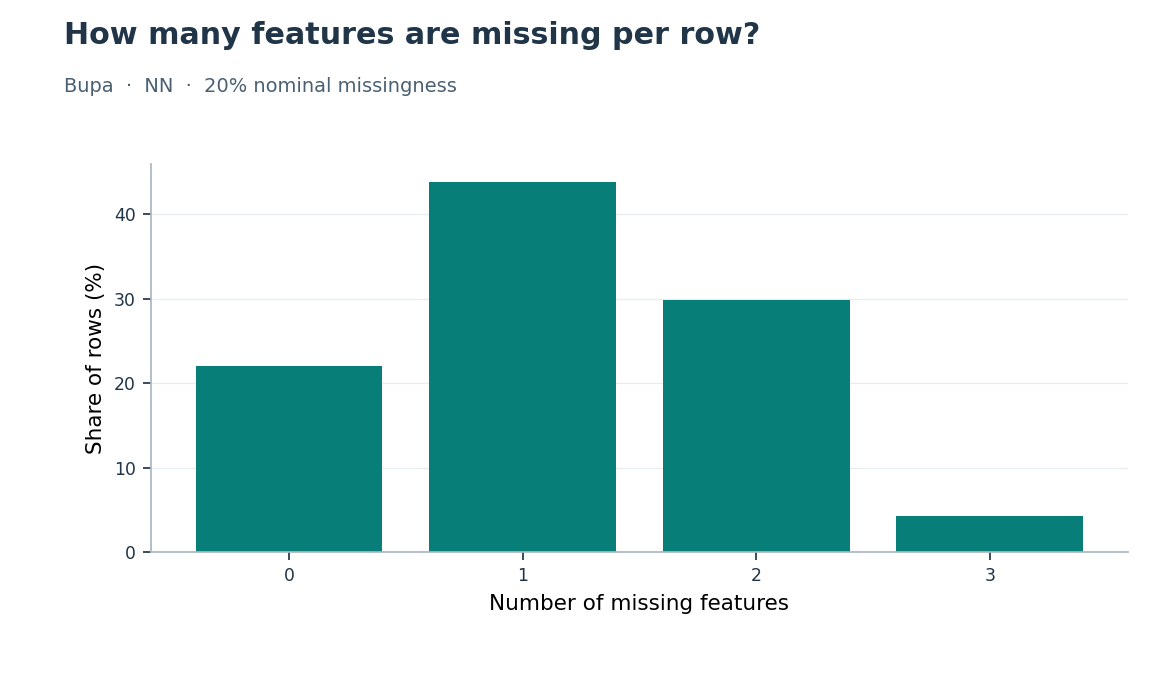 How many features are missing per row?
Bupa · NN · 20% nominal missingness
Share of rows (%)
40
30
20
10
0
0 1 2 3
Number of missing features